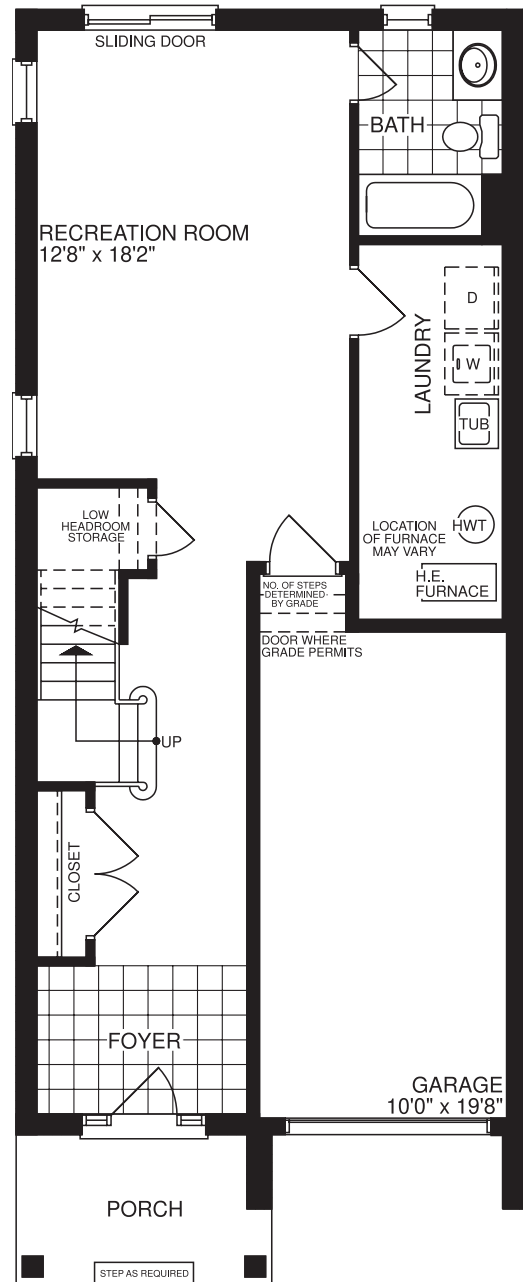 SLIDING DOOR
BATH
RECREATION ROOM
12'8" x 18'2"
D
LAUNDRY
W
TUB
LOW
HEADROOM
STORAGE
LOCATION
OF FURNACE
MAY VARY
HWT
H.E.
FURNACE
NO. OF STEPS
DETERMINED
BY GRADE
DOOR WHERE
GRADE PERMITS
UP
CLOSET
FOYER
GARAGE
10'0" x 19'8"
PORCH
STEP AS REQUIRED